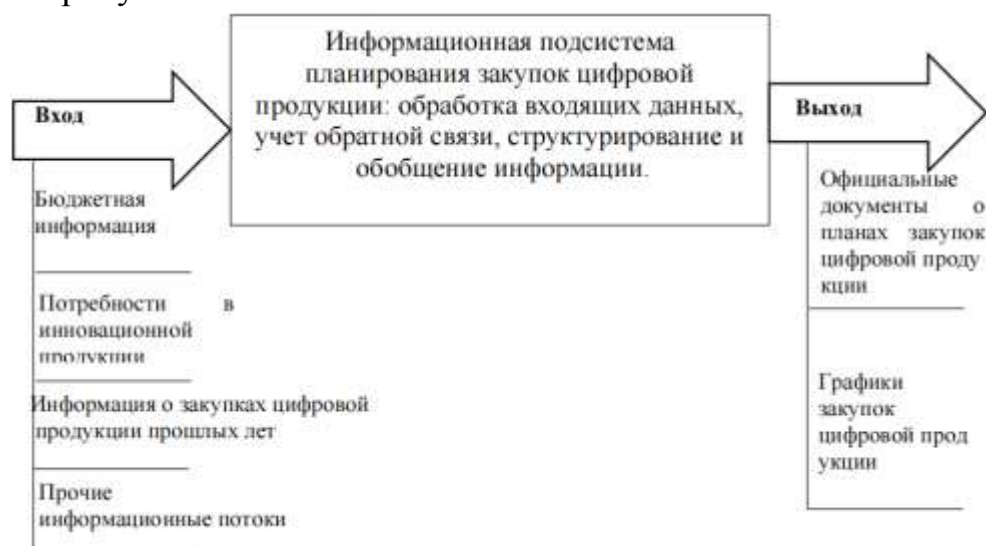 Информационная подсистема
планирования закупок цифровой
продукции: обработка входящих данных,
учет обратной связи, структурирование и
обобщение информации.
Вход
Бюджетная
информация
Потребности в
инновационной
продукции
Информация о закупках цифровой
продукции прошлых лет
Прочие
информационные потоки
Выход
Официальные
документы о
планах закупок
цифровой проду
кции
Графики
закупок
цифровой прод
укции